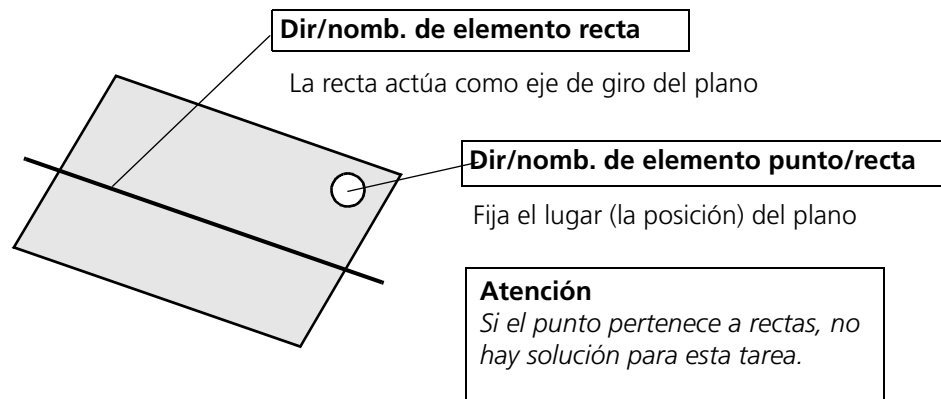 Dir/nomb. de elemento recta
La recta actúa como eje de giro del plano
Dir/nomb. de elemento punto/recta
Fija el lugar (la posición) del plano
Atención
Si el punto pertenece a rectas, no
hay solución para esta tarea.